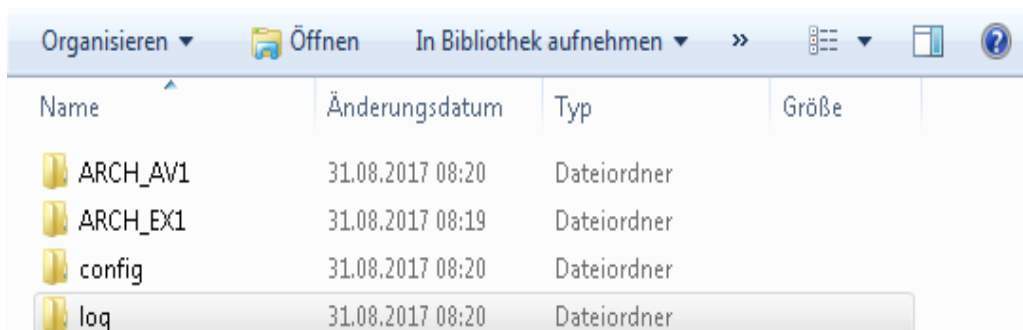 Organisieren Öffnen In Bibliothek aufnehmen »
Name Änderungsdatum Typ Größe
ARCH_AV1 31.08.2017 08:20 Dateiordner
ARCH_EX1 31.08.2017 08:19 Dateiordner
config 31.08.2017 08:20 Dateiordner
log 31.08.2017 08:20 Dateiordner